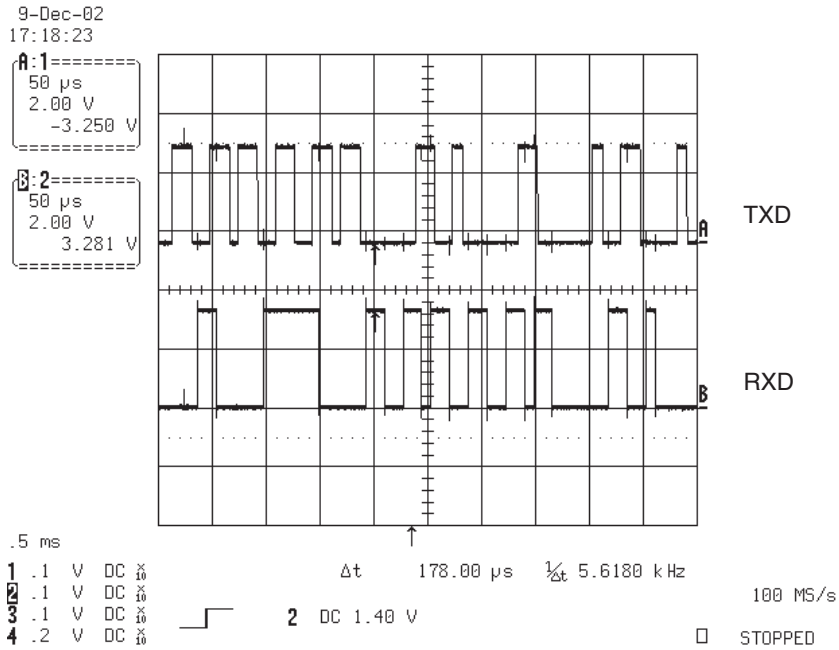 9-Dec-02
17:18:23
A:1
50 µs
2.00 V
-3.250 V
B:2
50 µs
2.00 V
3.281 V
A
TXD
B
RXD
.5 ms
1 .1 V DC x10
2 .1 V DC x10
3 .1 V DC x10
4 .2 V DC x10
Δt 178.00 µs 1/Δt 5.6180 kHz
2 DC 1.40 V
100 MS/s
STOPPED